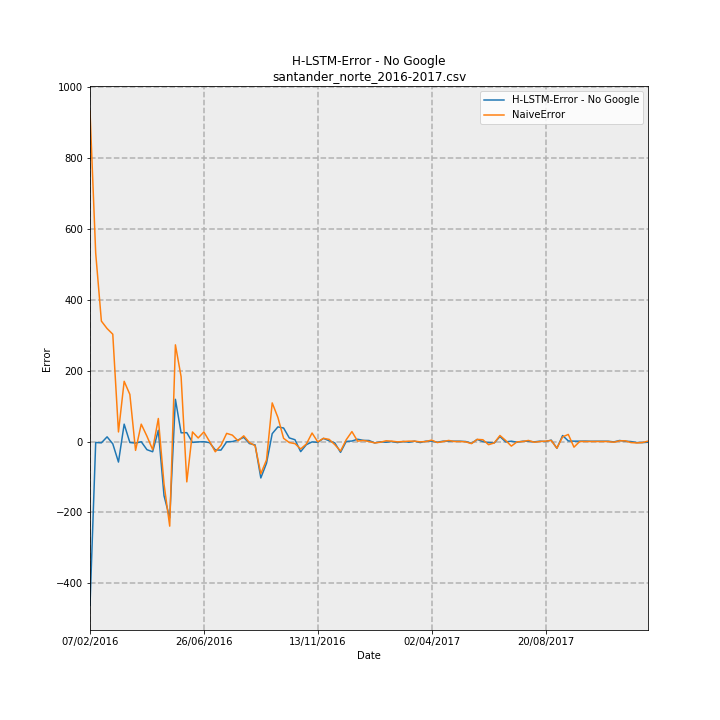 H-LSTM-Error - No Google
santander_norte_2016-2017.csv
H-LSTM-Error - No Google
NaiveError
1000
800
600
400
200
0
−200
−400
Error
07/02/2016
26/06/2016
13/11/2016
02/04/2017
20/08/2017
Date